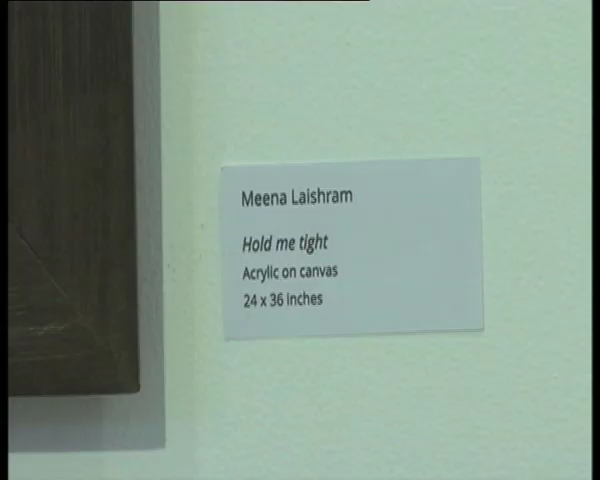 Meena Laishram
Hold me tight
Acrylic on canvas
24 x 36 inches